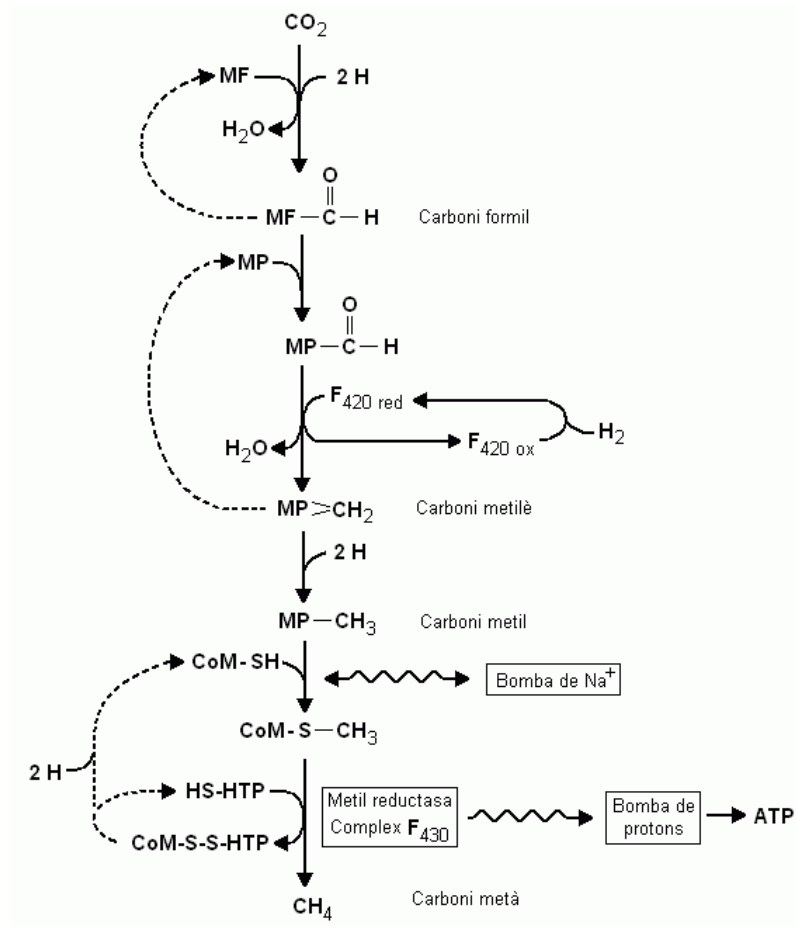 CO2
MF 2 H
H2O
O
MF C H Carboni formil
MP
O
MP C H
F420 red
H2O F420 ox H2
MP CH2 Carboni metilè
2 H
MP CH3 Carboni metil
CoM-SH
Bomba de Na+
CoM-S CH3
2 H
HS-HTP
Metil reductasa
Complex F430
Bomba de
protons
ATP
CoM-S-S-HTP
CH4 Carboni metà